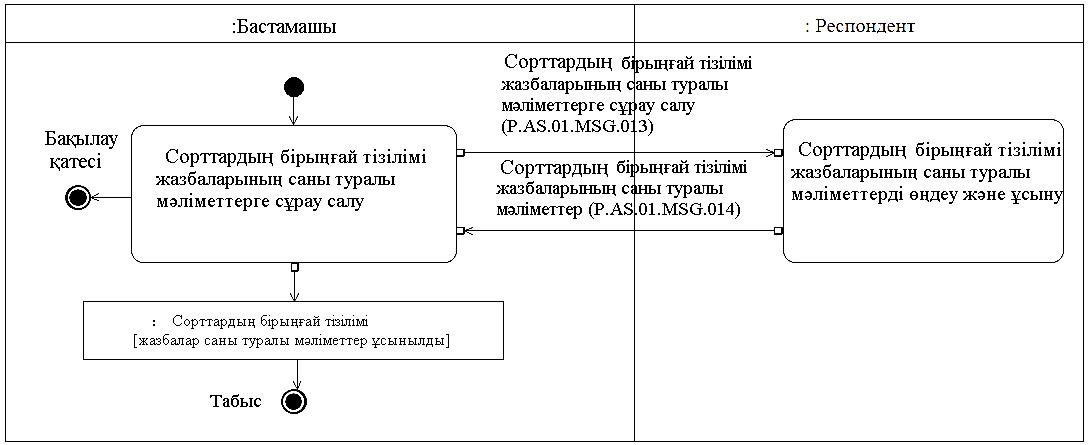 :Бастамашы
: Респондент
Сорттардың бірыңғай тізілімі
жазбаларының саны туралы
мәліметтерге сұрау салу
(P.AS.01.MSG.013)
Бақылау
қатесі
Сорттардың бірыңғай тізілімі
жазбаларының саны туралы
мәліметтерге сұрау салу
Сорттардың бірыңғай тізілімі
жазбаларының саны туралы
мәліметтер (P.AS.01.MSG.014)
Сорттардың бірыңғай тізілімі
жазбаларының саны туралы
мәліметтерді өңдеу және ұсыну
: Сорттардың бірыңғай тізілімі
[жазбалар саны туралы мәліметтер ұсынылды]
Табыс